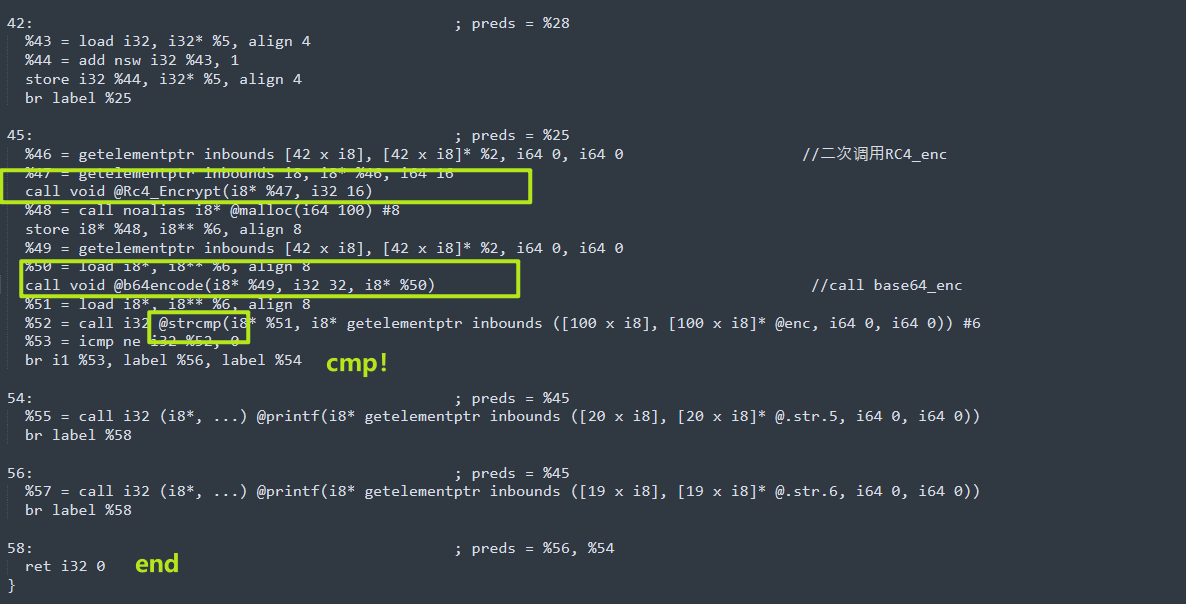 42:                                               ; preds = %28
  %43 = load i32, i32* %5, align 4
  %44 = add nsw i32 %43, 1
  store i32 %44, i32* %5, align 4
  br label %25
45:                                               ; preds = %25
  %46 = getelementptr inbounds [42 x i8], [42 x i8]* %2, i64 0, i64 0                    //二次调用RC4_enc
  %47 = getelementptr inbounds i8, i8* %46, i64 16
  call void @Rc4_Encrypt(i8* %47, i32 16)
  %48 = call noalias i8* @malloc(i64 100) #8
  store i8* %48, i8** %6, align 8
  %49 = getelementptr inbounds [42 x i8], [42 x i8]* %2, i64 0, i64 0
  %50 = load i8*, i8** %6, align 8
  call void @b64encode(i8* %49, i32 32, i8* %50)                                          //call base64_enc
  %51 = load i8*, i8** %6, align 8
  %52 = call i32 @strcmp(i8* %51, i8* getelementptr inbounds ([100 x i8], [100 x i8]* @enc, i64 0, i64 0)) #6
  %53 = icmp ne i32 %52, 0
  br i1 %53, label %56, label %54
cmp!
54:                                               ; preds = %45
  %55 = call i32 (i8*, ...) @printf(i8* getelementptr inbounds ([20 x i8], [20 x i8]* @.str.5, i64 0, i64 0))
  br label %58
56:                                               ; preds = %45
  %57 = call i32 (i8*, ...) @printf(i8* getelementptr inbounds ([19 x i8], [19 x i8]* @.str.6, i64 0, i64 0))
  br label %58
58:                                               ; preds = %56, %54
  ret i32 0
end
}